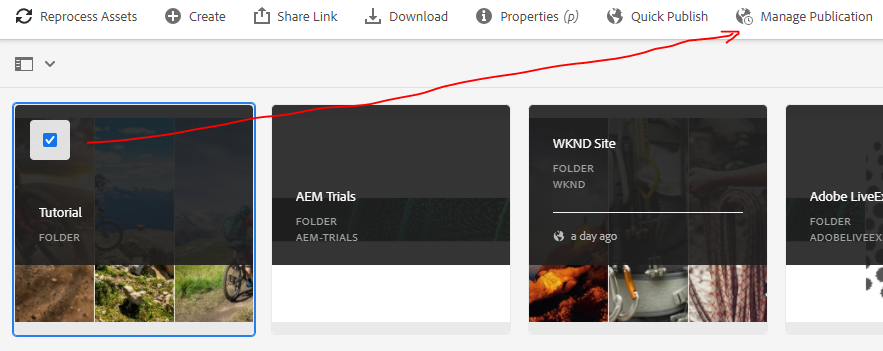 Reprocess Assets Create Share Link Download Properties (p) Quick Publish Manage Publication
Tutorial
FOLDER
AEM Trials
FOLDER
AEM-TRIALS
WKND Site
FOLDER
WKND
a day ago
Adobe LiveEx
FOLDER
ADOBELIVEEX